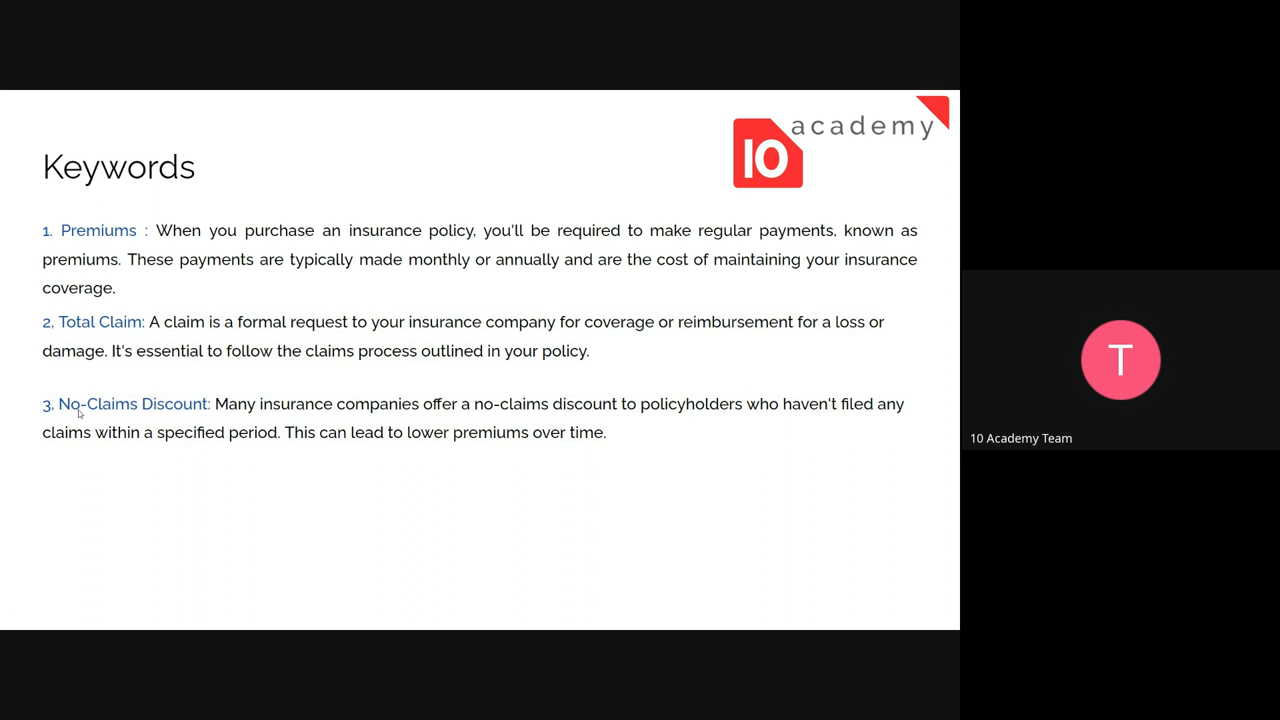 10 academy
Keywords
1. Premiums : When you purchase an insurance policy, you'll be required to make regular payments, known as
premiums. These payments are typically made monthly or annually and are the cost of maintaining your insurance
coverage.
2, Total Claim: A claim is a formal request to your insurance company for coverage or reimbursement for a loss or
damage. It's essential to follow the claims process outlined in your policy.
3, No-Claims Discount: Many insurance companies offer a no-claims discount to policyholders who haven't filed any
claims within a specified period. This can lead to lower premiums over time.
T
10 Academy Team